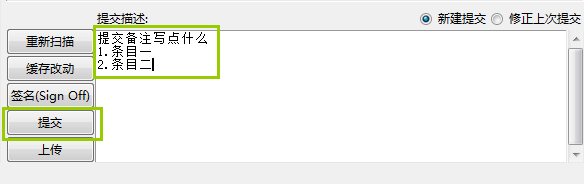 提交描述:
新建提交 修正上次提交
重新扫描
缓存改动
签名(Sign Off)
提交
上传
提交备注写点什么
1.条目一
2.条目二